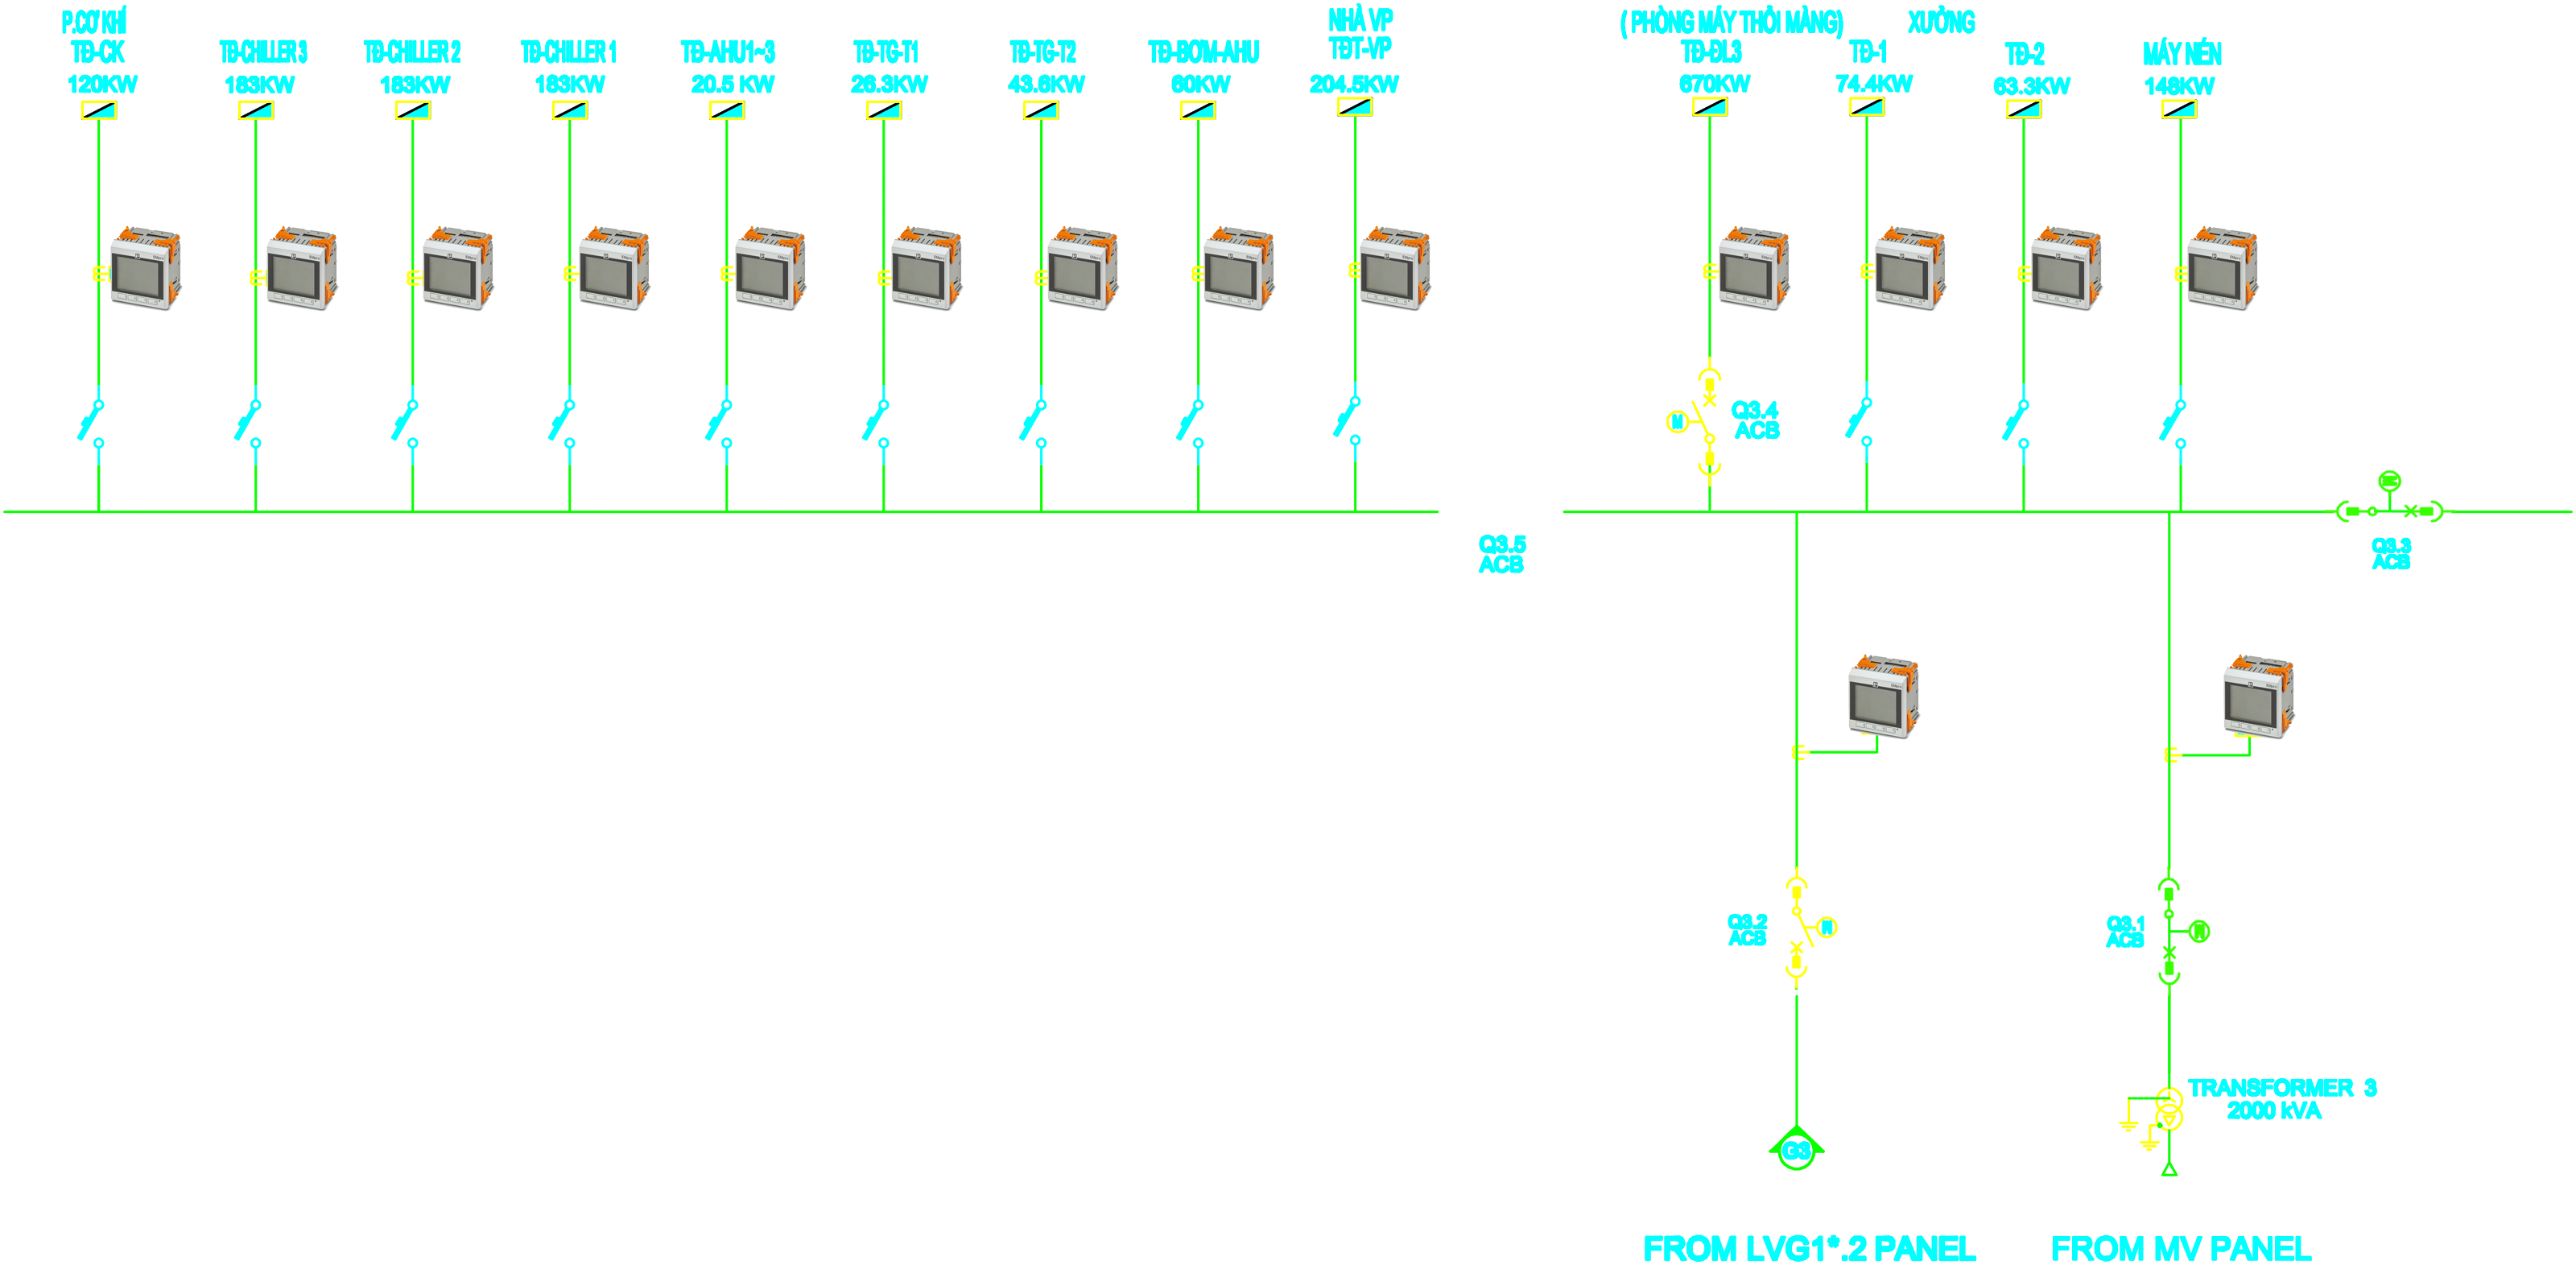 P.CƠ KHÍ
TĐ-CK
120KW
TĐ-CHILLER 3
183KW
TĐ-CHILLER 2
183KW
TĐ-CHILLER 1
183KW
TĐ-AHU1~3
20.5 KW
TĐ-TG-T1
26.3KW
TĐ-TG-T2
43.6KW
TĐ-BƠM-AHU
60KW
NHÀ VP
TĐT-VP
204.5KW
( PHÒNG MÁY THỔI MÀNG)
TĐ-ĐL3
670KW
XƯỞNG
TĐ-1
74.4KW
TĐ-2
63.3KW
MÁY NÉN
148KW
M
Q3.4
ACB
M
Q3.5
ACB
Q3.3
ACB
Q3.2
ACB
M
Q3.1
ACB
M
TRANSFORMER 3
2000 kVA
G3
FROM LVG1*.2 PANEL
FROM MV PANEL